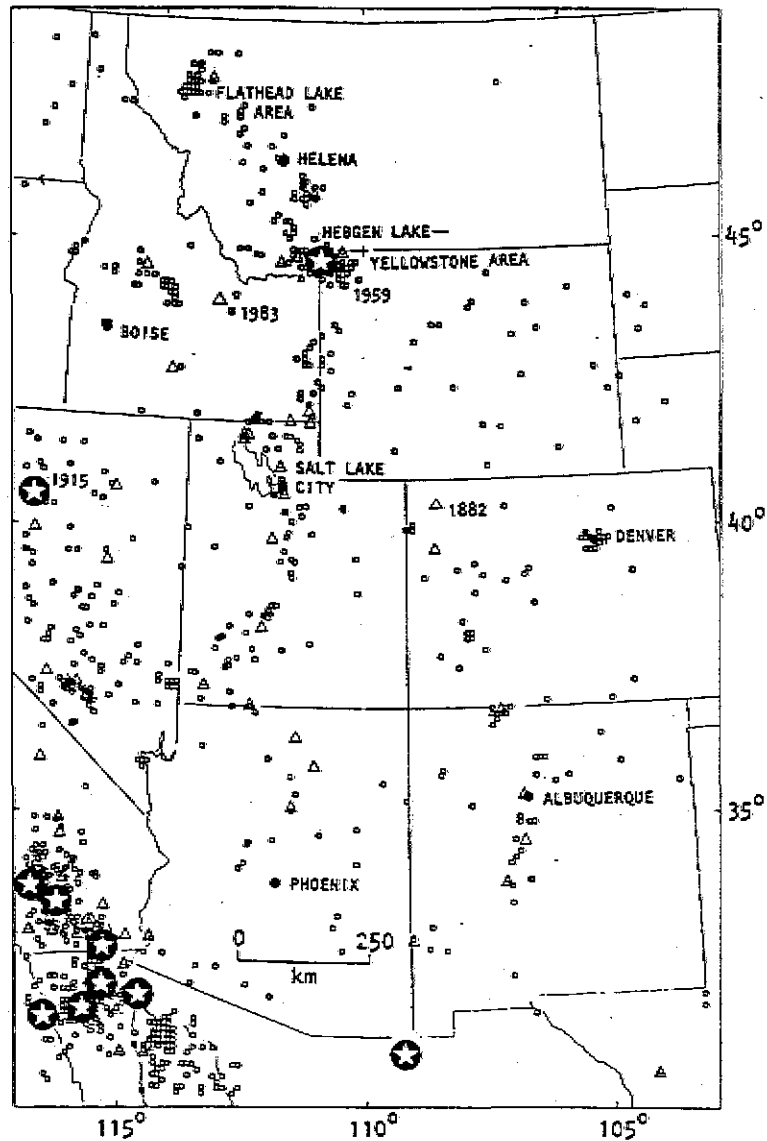 FLATHEAD LAKE
AREA
HELENA
HEBGEN LAKE
45°
YELLOWSTONE AREA
1959
1983
BOISE
SALT LAKE
CITY
1915
1882
40°
DENVER
ALBUQUERQUE
35°
PHOENIX
0 250
km
115° 110° 105°